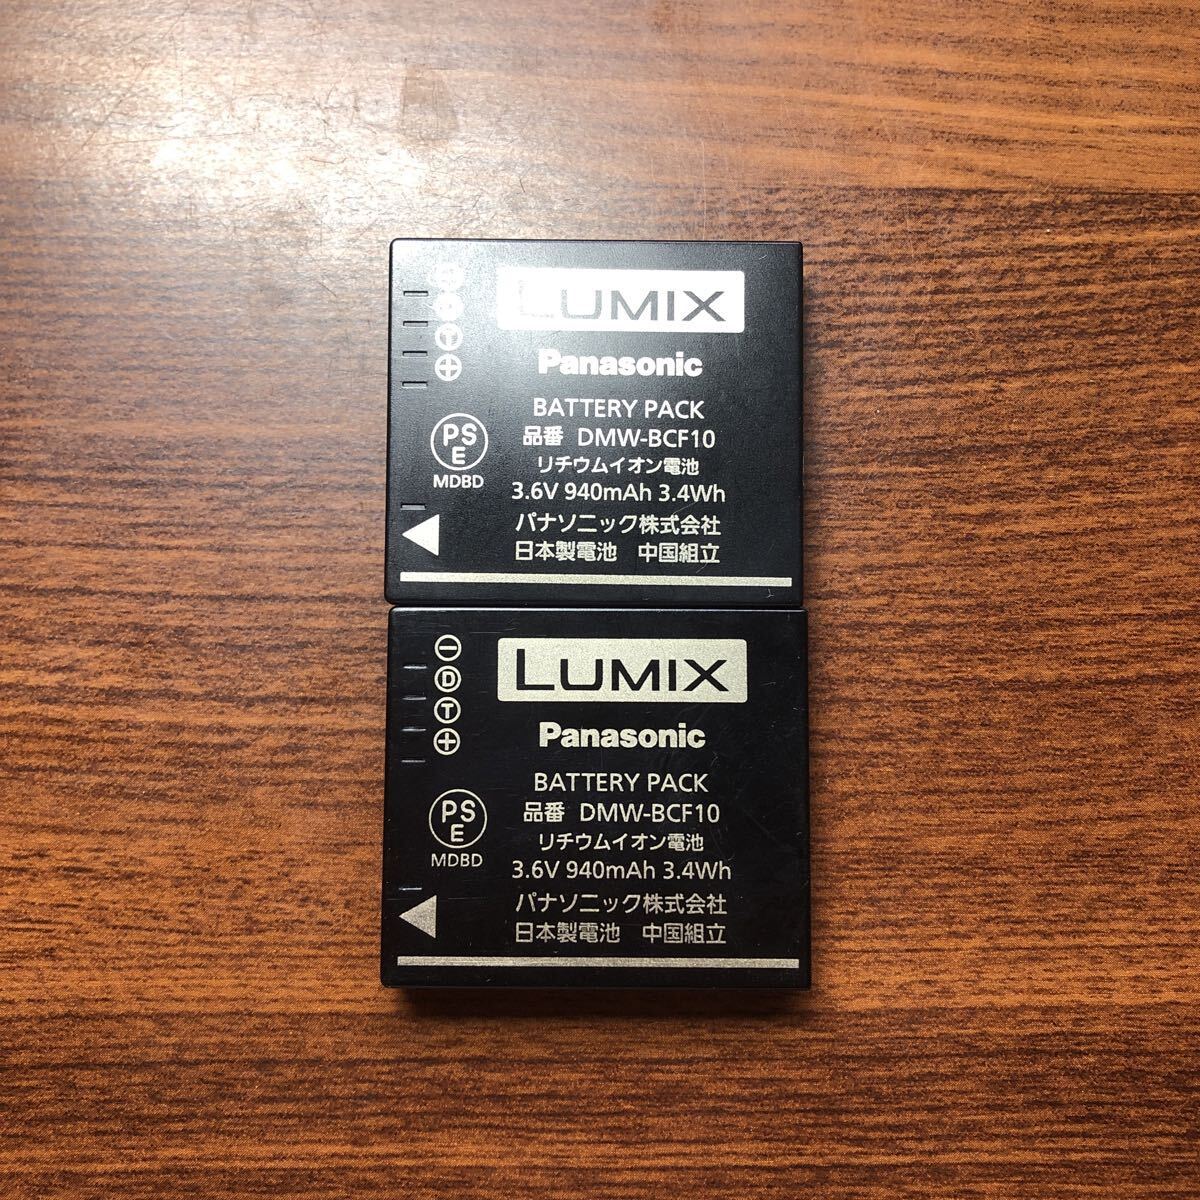 LUMIX
Panasonic
BATTERY PACK
品番 DMW-BCF10
リチウムイオン電池
3.6V 940mAh 3.4Wh
パナソニック株式会社
日本製電池 中国組立
T
+
PS
E
MDBD
LUMIX
Panasonic
BATTERY PACK
品番 DMW-BCF10
リチウムイオン電池
3.6V 940mAh 3.4Wh
パナソニック株式会社
日本製電池 中国組立
−
D
T
+
PS
E
MDBD